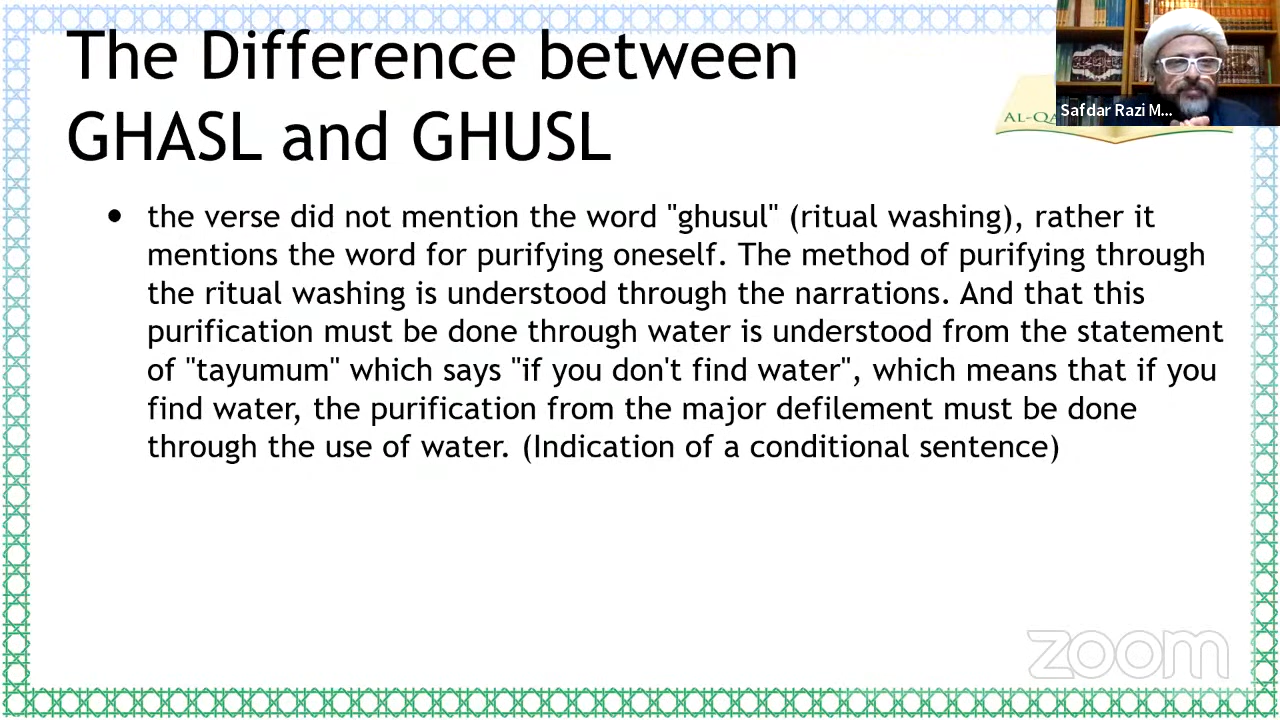 The Difference between
GHASL and GHUSL
Safdar Razi M...
AL-QA
• the verse did not mention the word "ghusul" (ritual washing), rather it
mentions the word for purifying oneself. The method of purifying through
the ritual washing is understood through the narrations. And that this
purification must be done through water is understood from the statement
of "tayumum" which says "if you don't find water", which means that if you
find water, the purification from the major defilement must be done
through the use of water. (Indication of a conditional sentence)
zoom